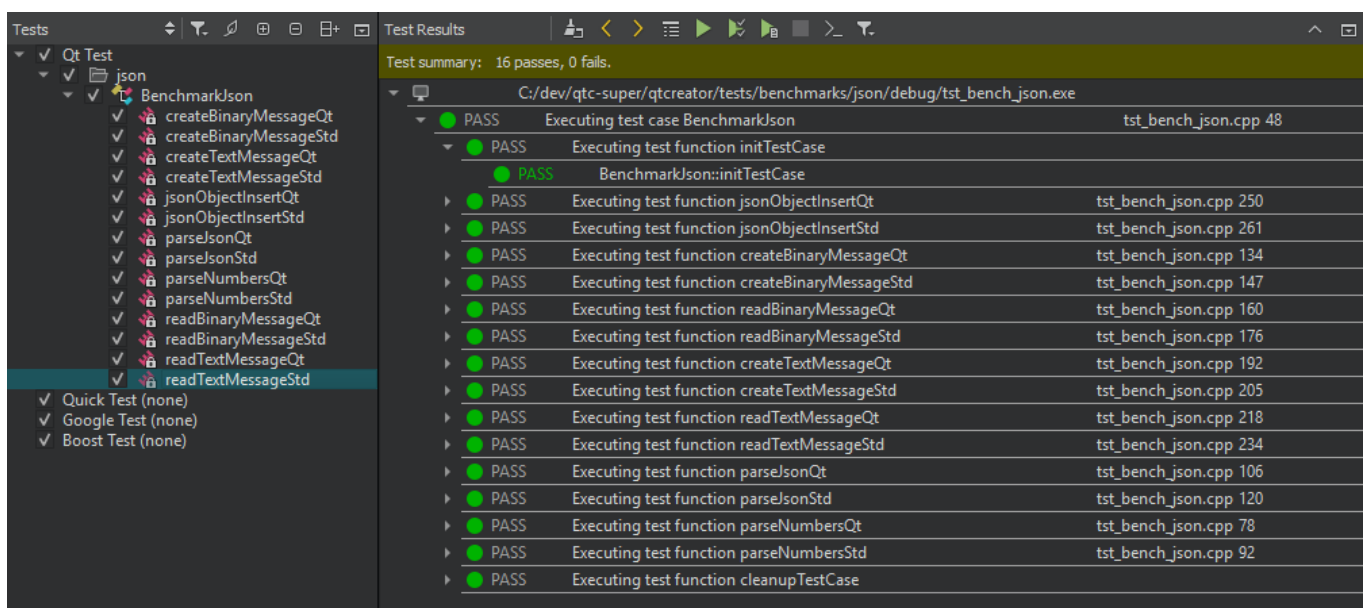 Tests
Qt Test
json
BenchmarkJson
createBinaryMessageQt
createBinaryMessageStd
createTextMessageQt
createTextMessageStd
jsonObjectInsertQt
jsonObjectInsertStd
parseJsonQt
parseJsonStd
parseNumbersQt
parseNumbersStd
readBinaryMessageQt
readBinaryMessageStd
readTextMessageQt
readTextMessageStd
Quick Test (none)
Google Test (none)
Boost Test (none)
Test Results
Test summary: 16 passes, 0 fails.
C:/dev/qtc-super/qtcreator/tests/benchmarks/json/debug/tst_bench_json.exe
PASS Executing test case BenchmarkJson tst_bench_json.cpp 48
PASS Executing test function initTestCase
PASS BenchmarkJson::initTestCase
PASS Executing test function jsonObjectInsertQt tst_bench_json.cpp 250
PASS Executing test function jsonObjectInsertStd tst_bench_json.cpp 261
PASS Executing test function createBinaryMessageQt tst_bench_json.cpp 134
PASS Executing test function createBinaryMessageStd tst_bench_json.cpp 147
PASS Executing test function readBinaryMessageQt tst_bench_json.cpp 160
PASS Executing test function readBinaryMessageStd tst_bench_json.cpp 176
PASS Executing test function createTextMessageQt tst_bench_json.cpp 192
PASS Executing test function createTextMessageStd tst_bench_json.cpp 205
PASS Executing test function readTextMessageQt tst_bench_json.cpp 218
PASS Executing test function readTextMessageStd tst_bench_json.cpp 234
PASS Executing test function parseJsonQt tst_bench_json.cpp 106
PASS Executing test function parseJsonStd tst_bench_json.cpp 120
PASS Executing test function parseNumbersQt tst_bench_json.cpp 78
PASS Executing test function parseNumbersStd tst_bench_json.cpp 92
PASS Executing test function cleanupTestCase